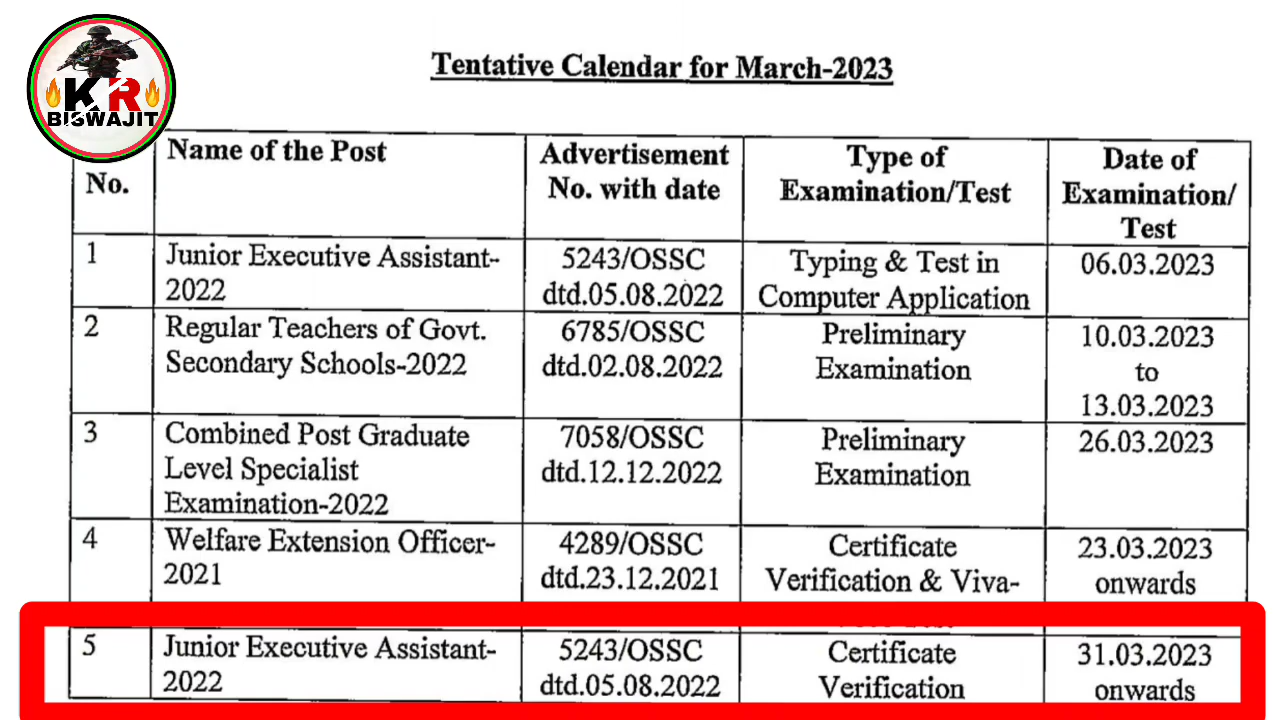 KR
BISWAJIT
Tentative Calendar for March-2023
No.
Name of the Post
Advertisement
No. with date
Type of
Examination/Test
Date of
Examination/
Test
1
Junior Executive Assistant-
2022
5243/OSSC
dtd.05.08.2022
Typing & Test in
Computer Application
06.03.2023
2
Regular Teachers of Govt.
Secondary Schools-2022
6785/OSSC
dtd.02.08.2022
Preliminary
Examination
10.03.2023
to
13.03.2023
3
Combined Post Graduate
Level Specialist
Examination-2022
7058/OSSC
dtd.12.12.2022
Preliminary
Examination
26.03.2023
4
Welfare Extension Officer-
2021
4289/OSSC
dtd.23.12.2021
Certificate
Verification & Viva-
23.03.2023
onwards
5
Junior Executive Assistant-
2022
5243/OSSC
dtd.05.08.2022
Certificate
Verification
31.03.2023
onwards